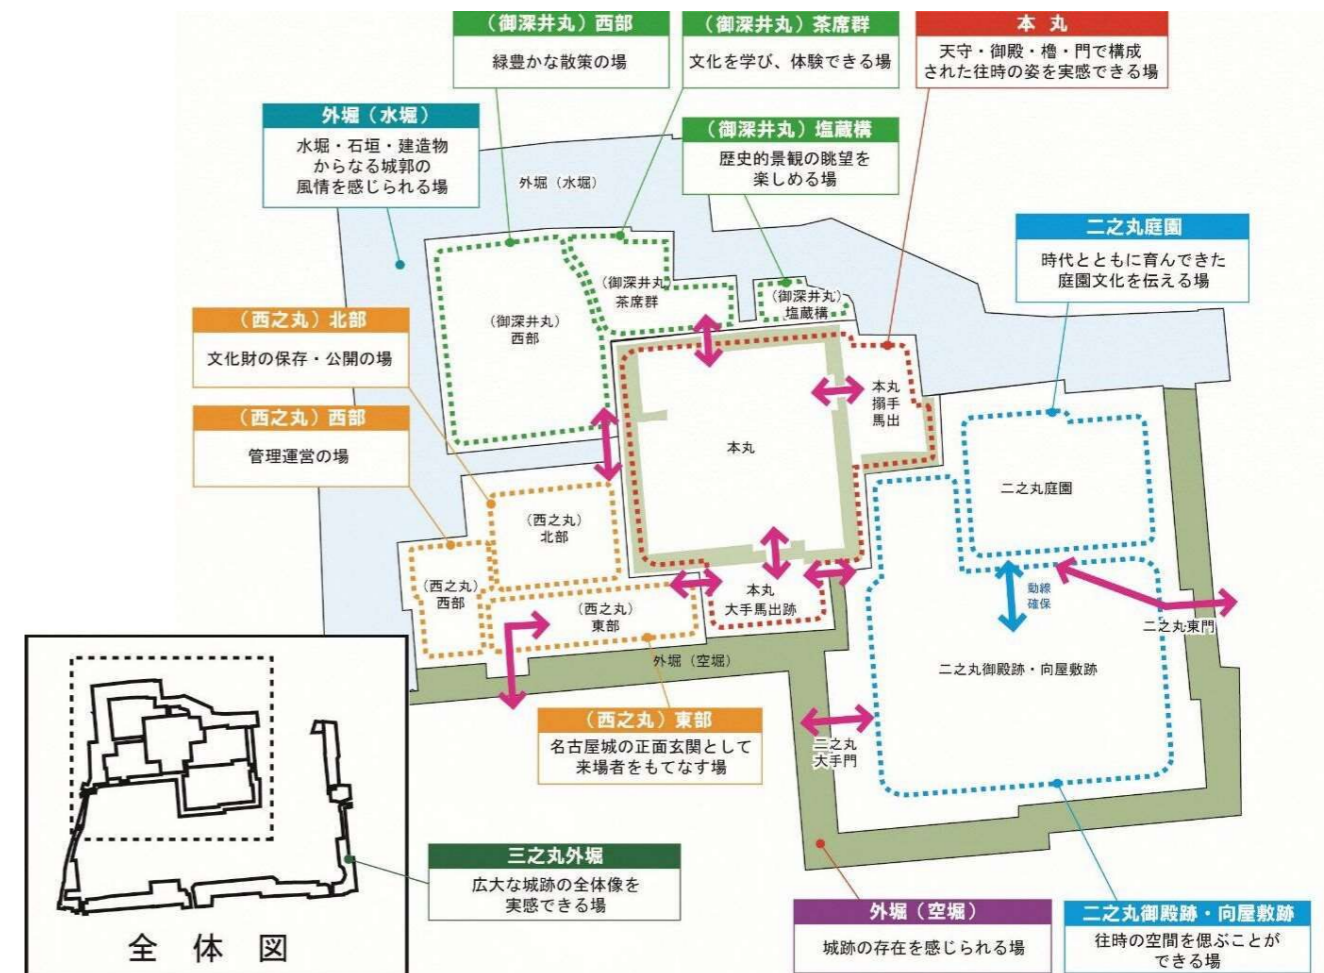 （御深井丸）西部
緑豊かな散策の場
（御深井丸）茶席群
文化を学び、体験できる場
本 丸
天守・御殿・櫓・門で構成
された往時の姿を実感できる場
外堀（水堀）
水堀・石垣・建造物
からなる城郭の
風情を感じられる場
（御深井丸）塩蔵構
歴史的景観の眺望を
楽しめる場
外堀（水堀）
二之丸庭園
時代とともに育んできた
庭園文化を伝える場
（御深井丸）
茶席群
（御深井丸）
塩蔵構
（御深井丸）
西部
（西之丸）北部
文化財の保存・公開の場
本丸
搦手
馬出
（西之丸）西部
管理運営の場
本丸
二之丸庭園
（西之丸）
北部
（西之丸）
西部
（西之丸）
東部
本丸
大手馬出跡
動線
確保
二之丸東門
外堀（空堀）
二之丸御殿跡・向屋敷跡
（西之丸）東部
名古屋城の正面玄関として
来場者をもてなす場
二之丸
大手門
三之丸外堀
広大な城跡の全体像を
実感できる場
外堀（空堀）
城跡の存在を感じられる場
二之丸御殿跡・向屋敷跡
往時の空間を偲ぶことが
できる場
全 体 図